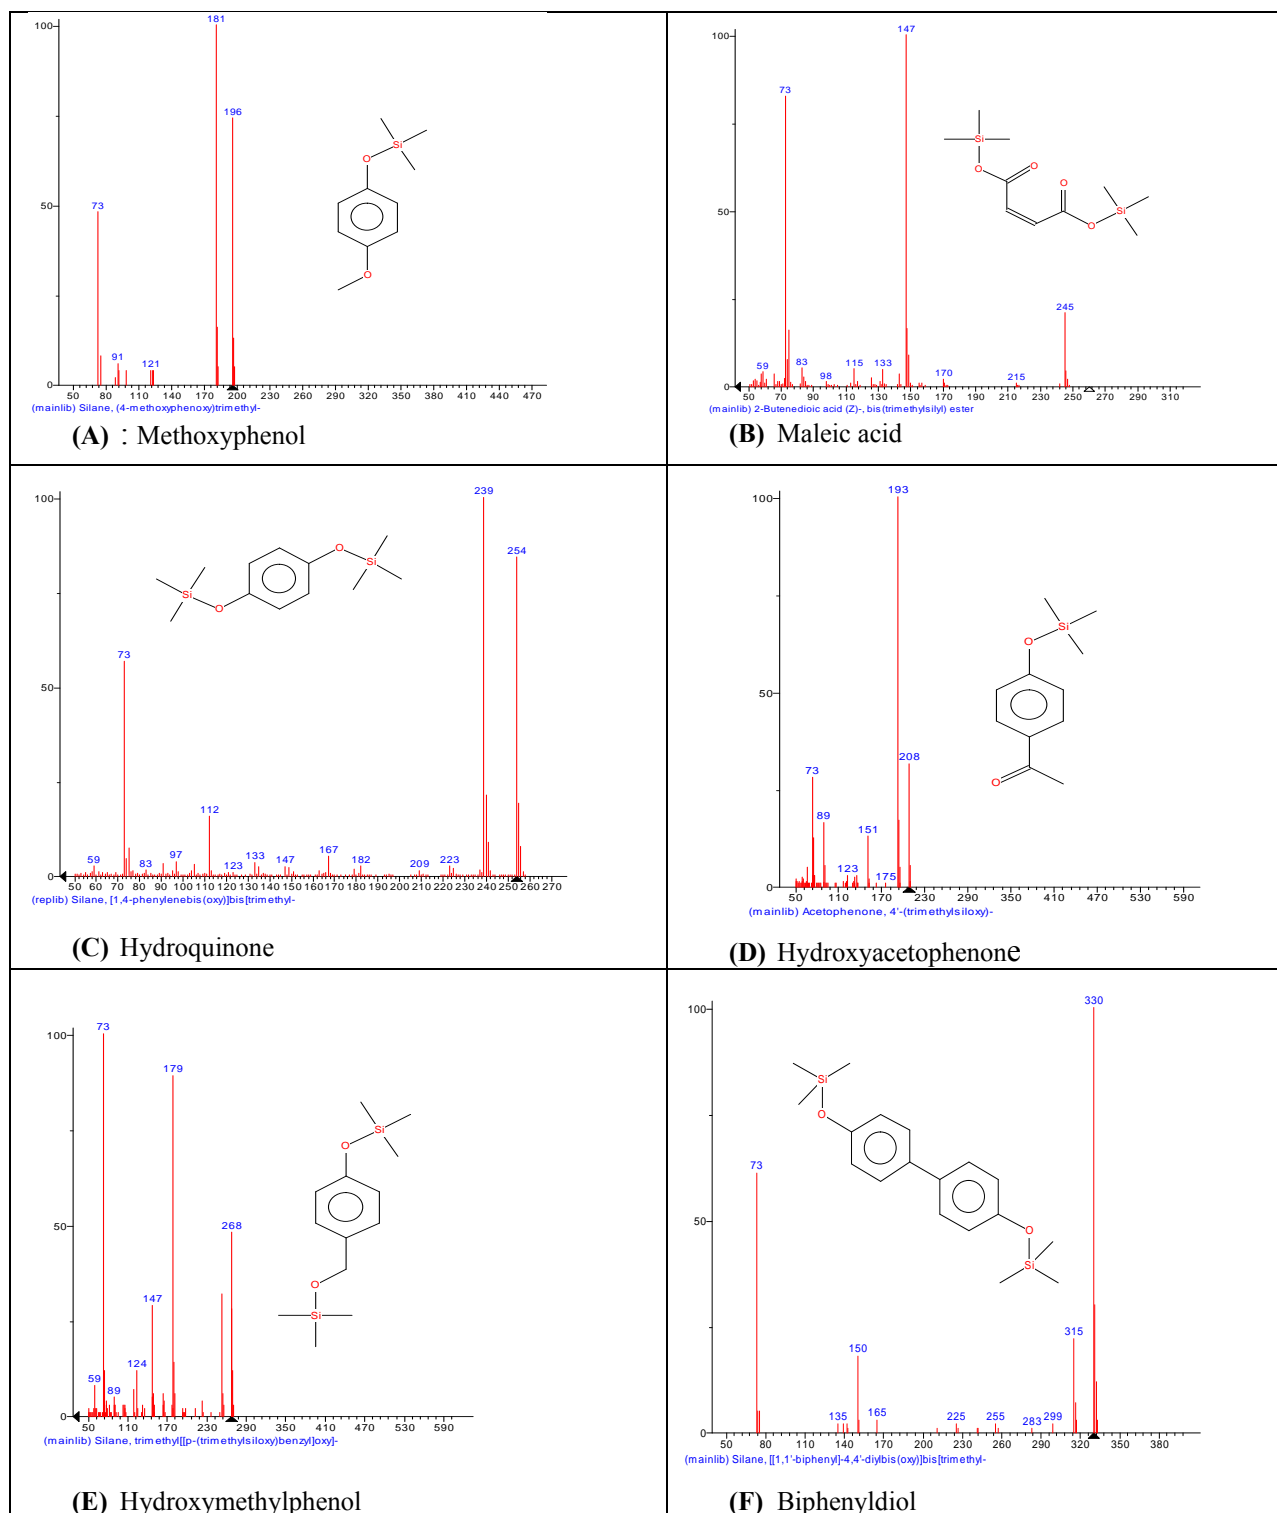 100
50
0
73
91
121
181
196
O
Si
O
50 80 110 140 170 200 230 260 290 320 350 380 410 440 470
(mainlib) Silane, (4-methoxyphenoxy)trimethyl-
(A) : Methoxyphenol
100
50
0
59
73
83
98
115
133
147
170
215
245
Si
O
O
O
O
Si
50 70 90 110 130 150 170 190 210 230 250 270 290 310
(mainlib) 2-Butenedioic acid (Z)-, bis(trimethylsilyl) ester
(B) Maleic acid
100
50
0
59
73
83
97
112
123
133
147
167
182
209
223
239
254
Si
O
O
Si
50 60 70 80 90 100 110 120 130 140 150 160 170 180 190 200 210 220 230 240 250 260 270
(replib) Silane, [1,4-phenylenebis(oxy)]bis[trimethyl-
(C) Hydroquinone
100
50
0
73
89
123
151
175
193
208
Si
O
O
50 110 170 230 290 350 410 470 530 590
(mainlib) Acetophenone, 4'-(trimethylsiloxy)-
(D) Hydroxyacetophenone
100
50
0
59
73
89
124
147
179
268
Si
O
O
Si
50 110 170 230 290 350 410 470 530 590
(mainlib) Silane, trimethyl[[p-(trimethylsiloxy)benzyl]oxy]-
(E) Hydroxymethylphenol
100
50
0
73
135
150
165
225
255
283
299
315
330
Si
O
O
Si
50 80 110 140 170 200 230 260 290 320 350 380
(mainlib) Silane, [[1,1'-biphenyl]-4,4'-diylbis(oxy)]bis[trimethyl-
(F) Biphenyldiol